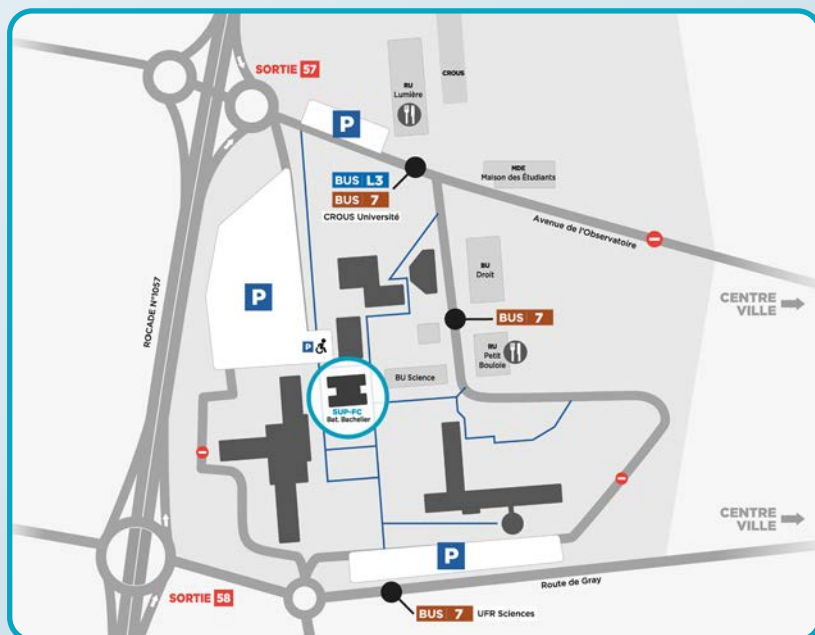 SORTIE 57
RU
Lumière
CROUS
P
BUS L3
BUS 7
CROUS Université
MDE
Maison des Étudiants
Avenue de l'Observatoire
BU
Droit
ROCADE N°1057
P
CENTRE
VILLE
BUS 7
P
RU
Petit
Bouloie
BU Science
SUP-FC
Bat. Bachelier
CENTRE
VILLE
P
Route de Gray
SORTIE 58
BUS 7 UFR Sciences